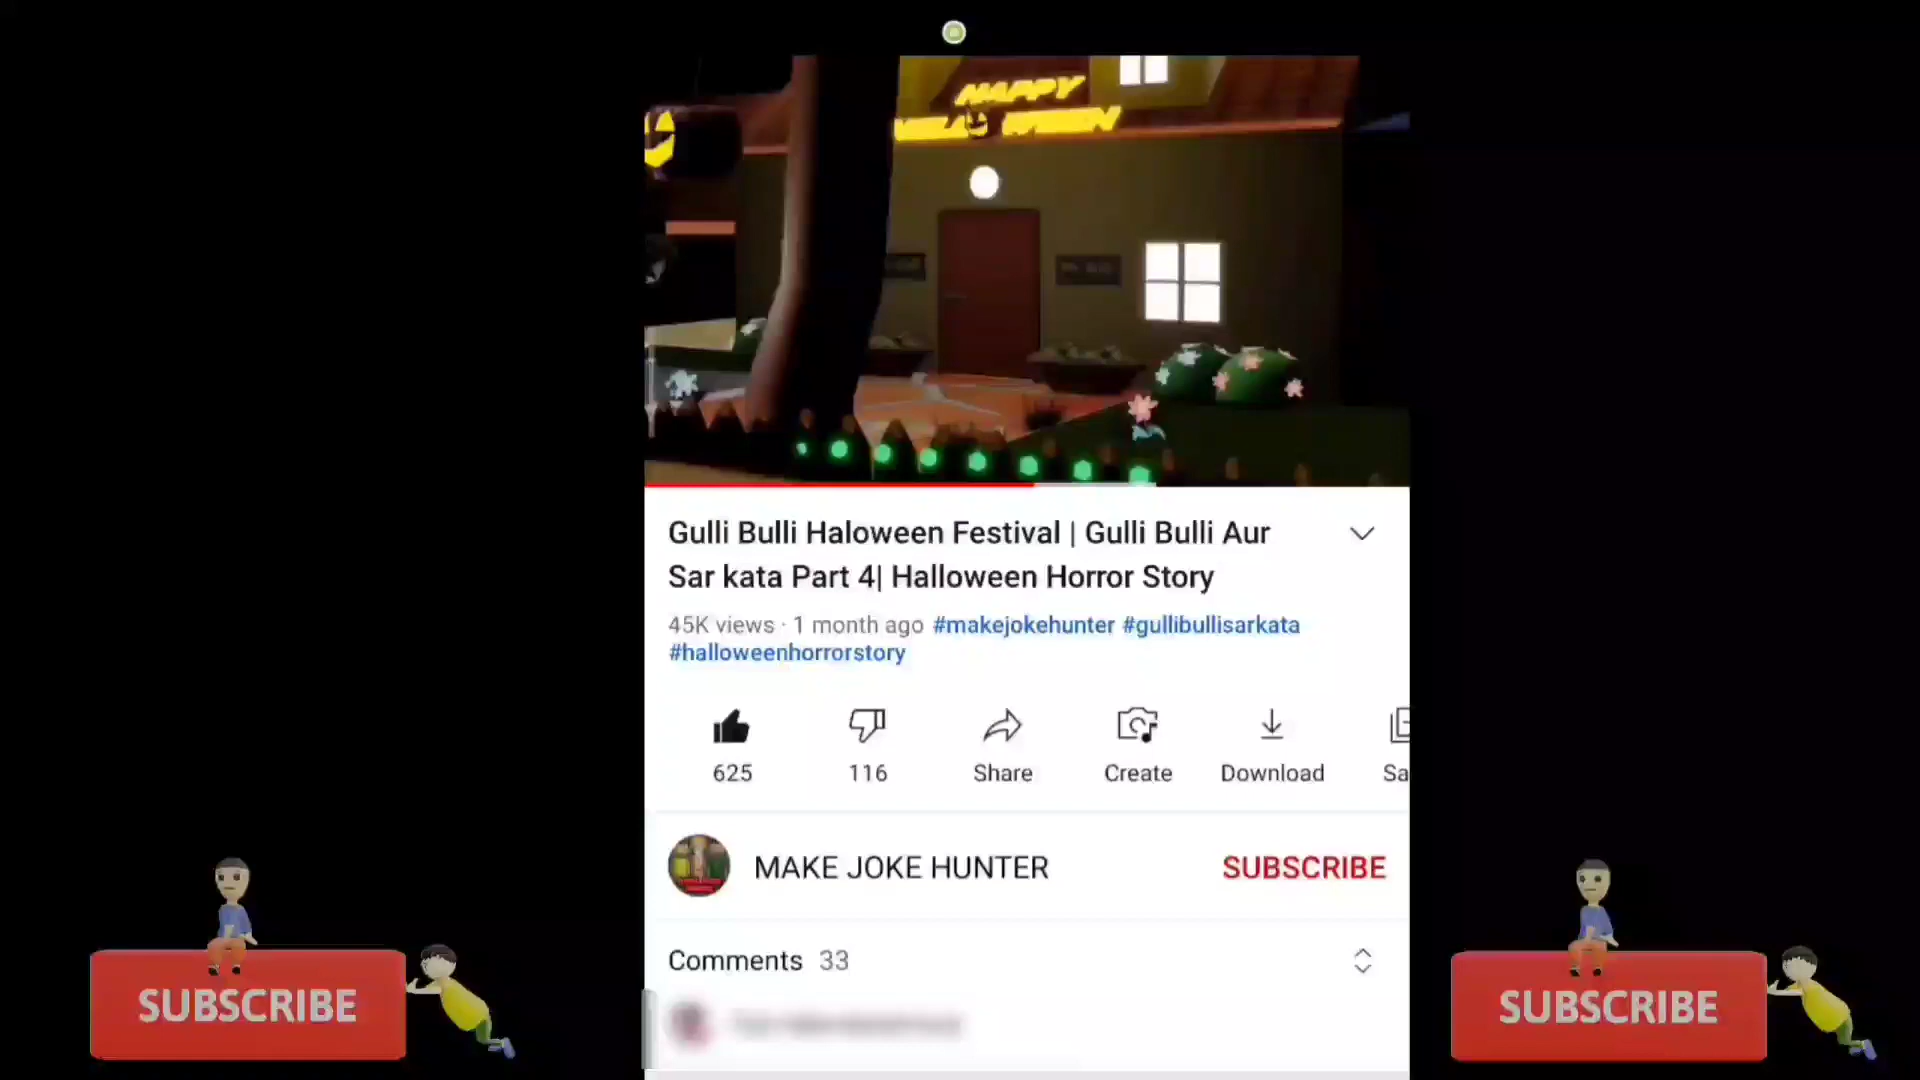 HAPPY
Gulli Bulli Haloween Festival | Gulli Bulli Aur
Sar kata Part 4| Halloween Horror Story
45K views · 1 month ago #makejokehunter #gullibullisarkata
#halloweenhorrorstory
625
116
Share
Create
Download
Sa
MAKE JOKE HUNTER
SUBSCRIBE
Comments 33
SUBSCRIBE
SUBSCRIBE